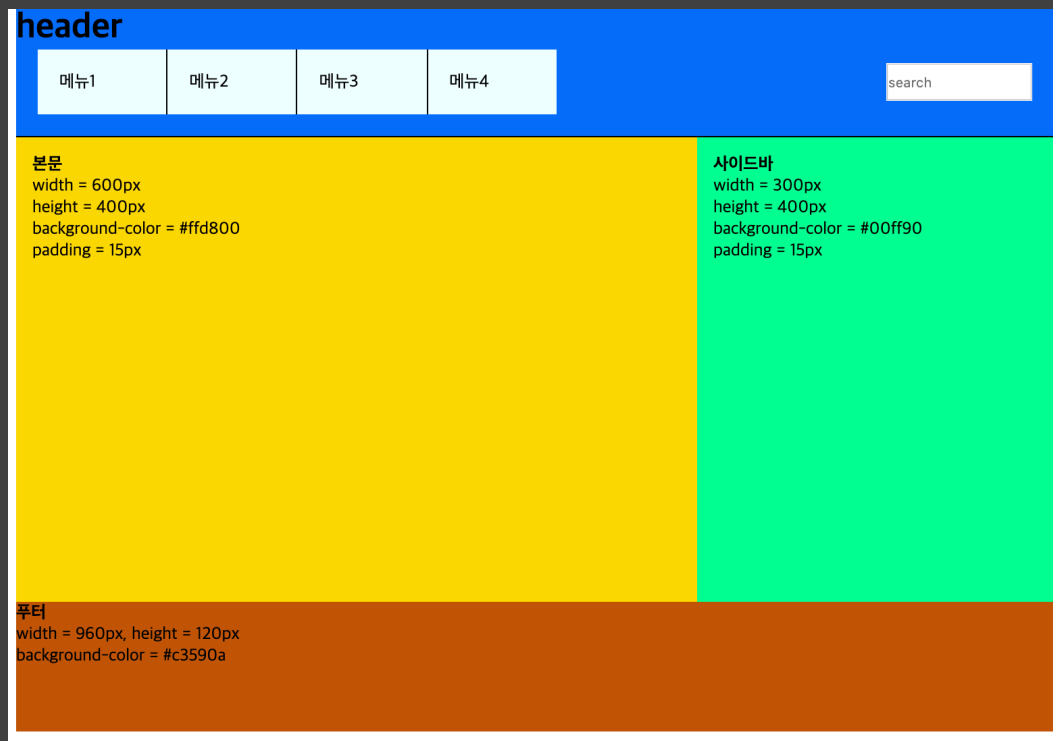 header
메뉴1
메뉴2
메뉴3
메뉴4
search
본문
width = 600px
height = 400px
background-color = #ffd800
padding = 15px
사이드바
width = 300px
height = 400px
background-color = #00ff90
padding = 15px
푸터
width = 960px, height = 120px
background-color = #c3590a